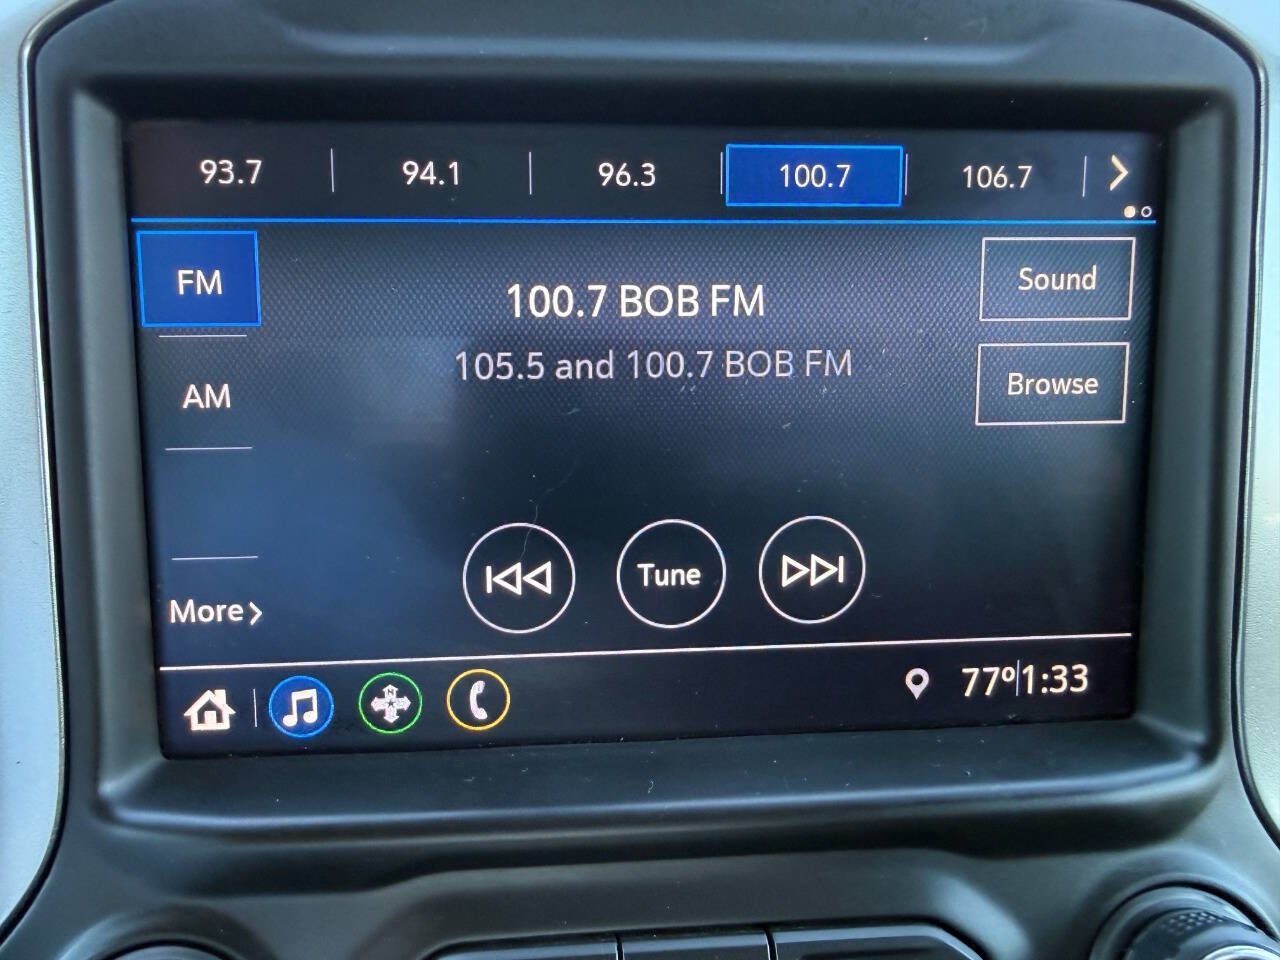 93.7 94.1 96.3 100.7 106.7
FM
100.7 BOB FM
105.5 and 100.7 BOB FM
Sound
Browse
AM
Tune
More
N
77º 1:33